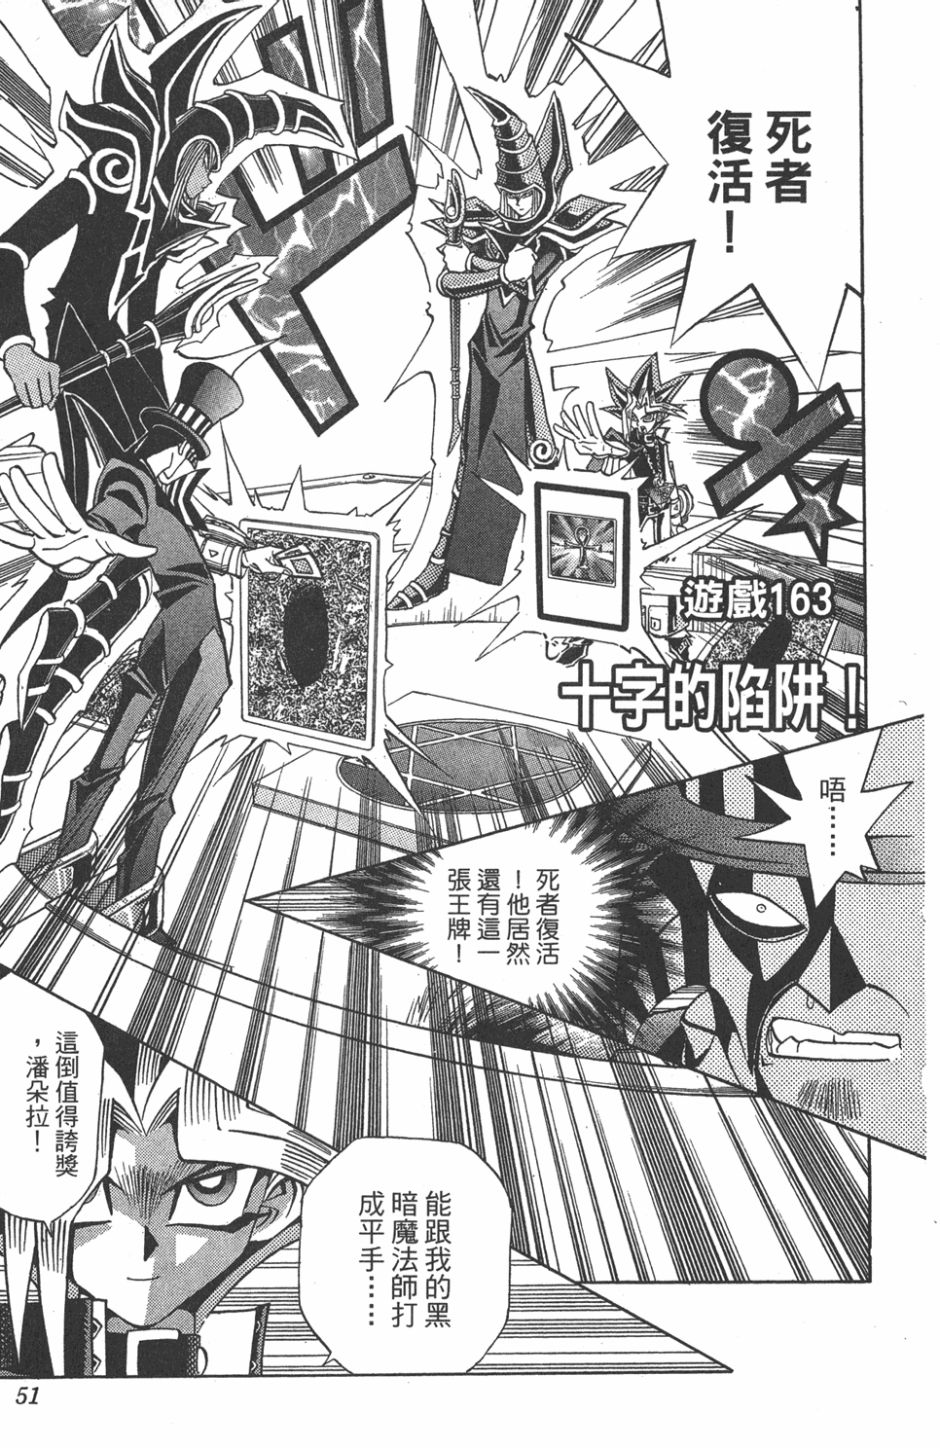 死者
復活！
遊戲163
十字的陷阱！
唔……
死者復活
！他居然
還有這一
張王牌！
能跟我的黑
暗魔法師打
成平手……
這倒值得誇獎
，潘朵拉！
51